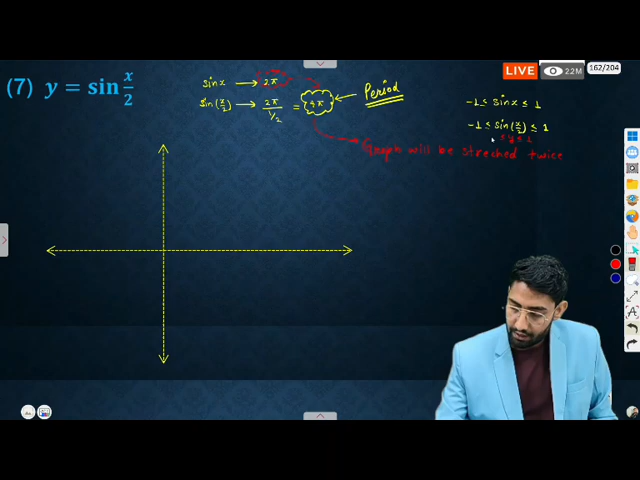 LIVE 2.2M 162/204
(7) y = sin x/2
sin x → 2π
sin(x/2) → 2π/1/2 = 4π ← Period
-1 ≤ sin x ≤ 1
-1 ≤ sin(x/2) ≤ 1
≤ y ≤ 1
Graph will be streched twice